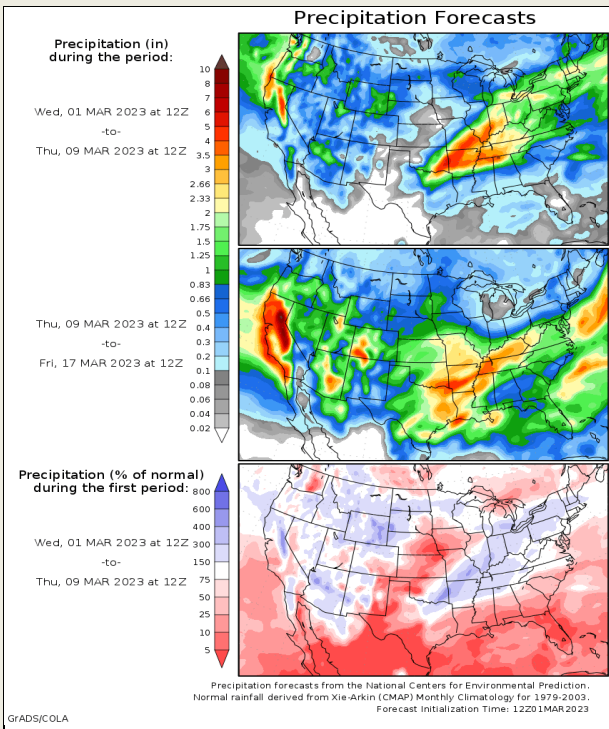 Precipitation Forecasts
Precipitation (in)
during the period:
Wed, 01 MAR 2023 at 12Z
-to-
Thu, 09 MAR 2023 at 12Z
10
8
7
6
5
4
3.5
3
2.66
2.33
2
1.75
1.5
1.25
1
0.83
0.66
0.5
0.4
0.3
0.2
0.1
0.08
0.06
0.04
0.02
Thu, 09 MAR 2023 at 12Z
-to-
Fri, 17 MAR 2023 at 12Z
Precipitation (% of normal)
during the first period:
Wed, 01 MAR 2023 at 12Z
-to-
Thu, 09 MAR 2023 at 12Z
800
600
400
300
150
75
50
25
10
5
Precipitation forecasts from the National Centers for Environmental Prediction.
Normal rainfall derived from Xie-Arkin (CMAP) Monthly Climatology for 1979-2003.
Forecast Initialization Time: 12Z01MAR2023
GrADS/COLA